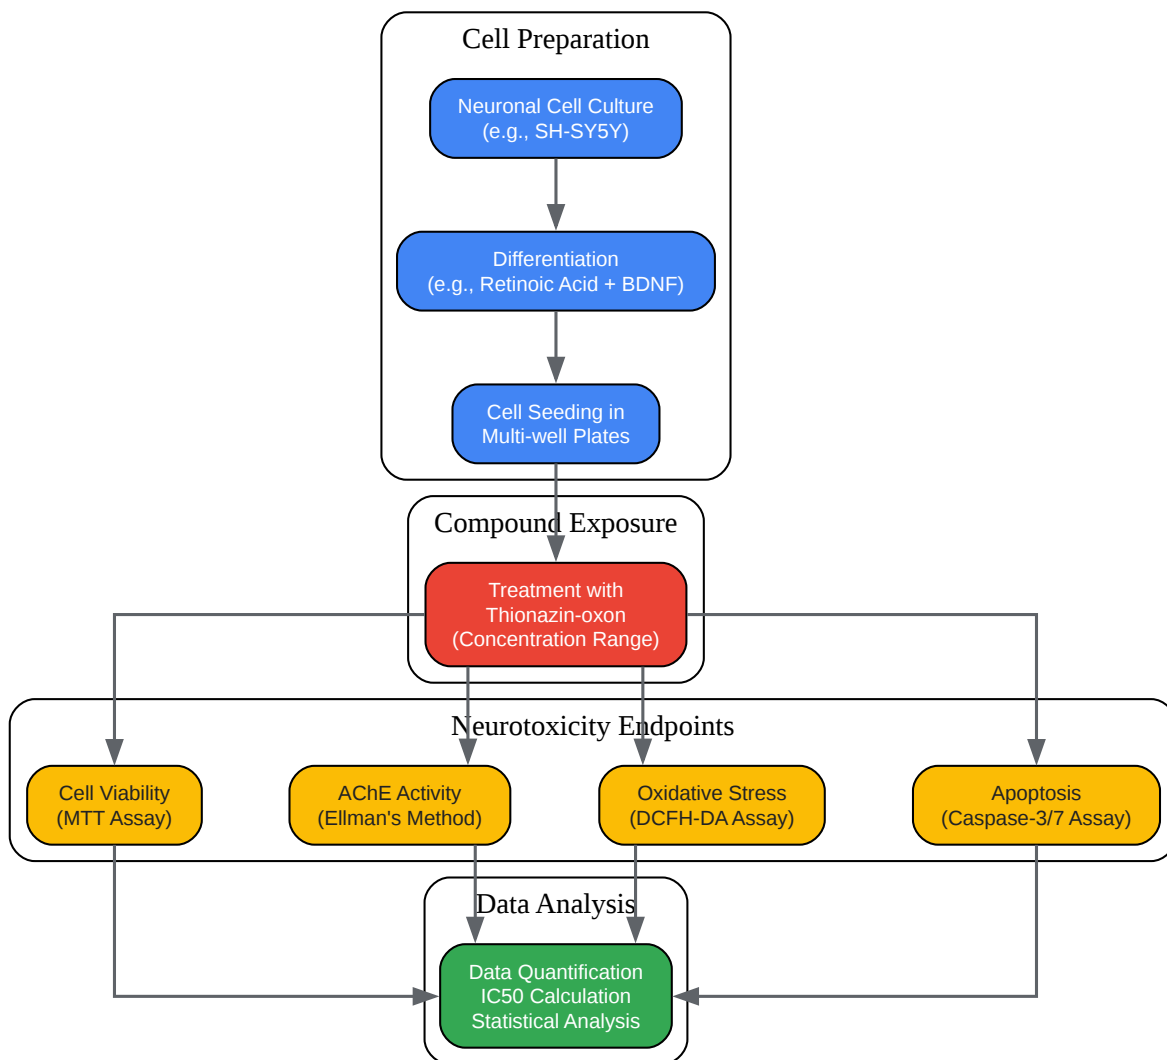 Cell Preparation
Neuronal Cell Culture
(e.g., SH-SY5Y)
Differentiation
(e.g., Retinoic Acid + BDNF)
Cell Seeding in
Multi-well Plates
Compound Exposure
Treatment with
Thionazin-oxon
(Concentration Range)
Neurotoxicity Endpoints
Cell Viability
(MTT Assay)
AChE Activity
(Ellman's Method)
Oxidative Stress
(DCFH-DA Assay)
Apoptosis
(Caspase-3/7 Assay)
Data Analysis
Data Quantification
IC50 Calculation
Statistical Analysis